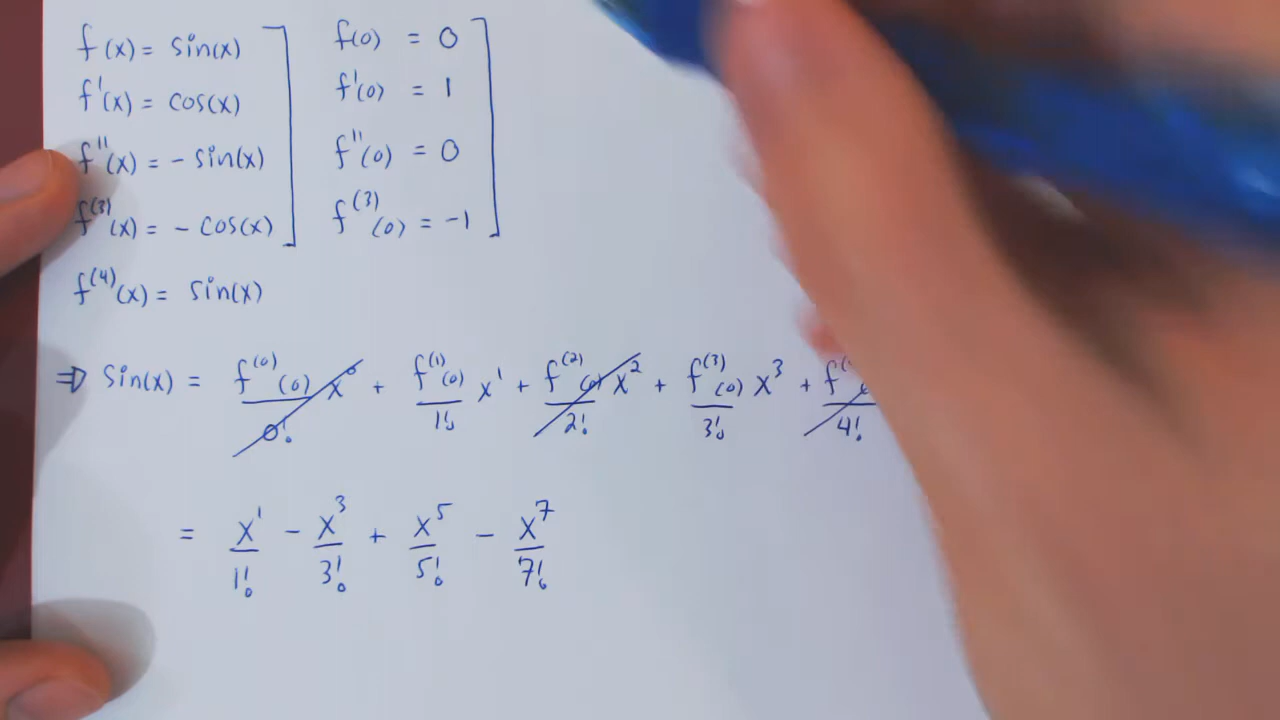 f(x) = sin(x) f(0) = 0
f'(x) = cos(x) f'(0) = 1
f''(x) = - sin(x) f''(0) = 0
f⁽³⁾(x) = - cos(x) f⁽³⁾(0) = -1
f⁽⁴⁾(x) = sin(x)
⇒ sin(x) = f⁽⁰⁾(0)/0! x⁰ + f⁽¹⁾(0)/1! x¹ + f⁽²⁾(0)/2! x² + f⁽³⁾(0)/3! x³ + f⁽/4!
= x¹/1! - x³/3! + x⁵/5! - x⁷/7!